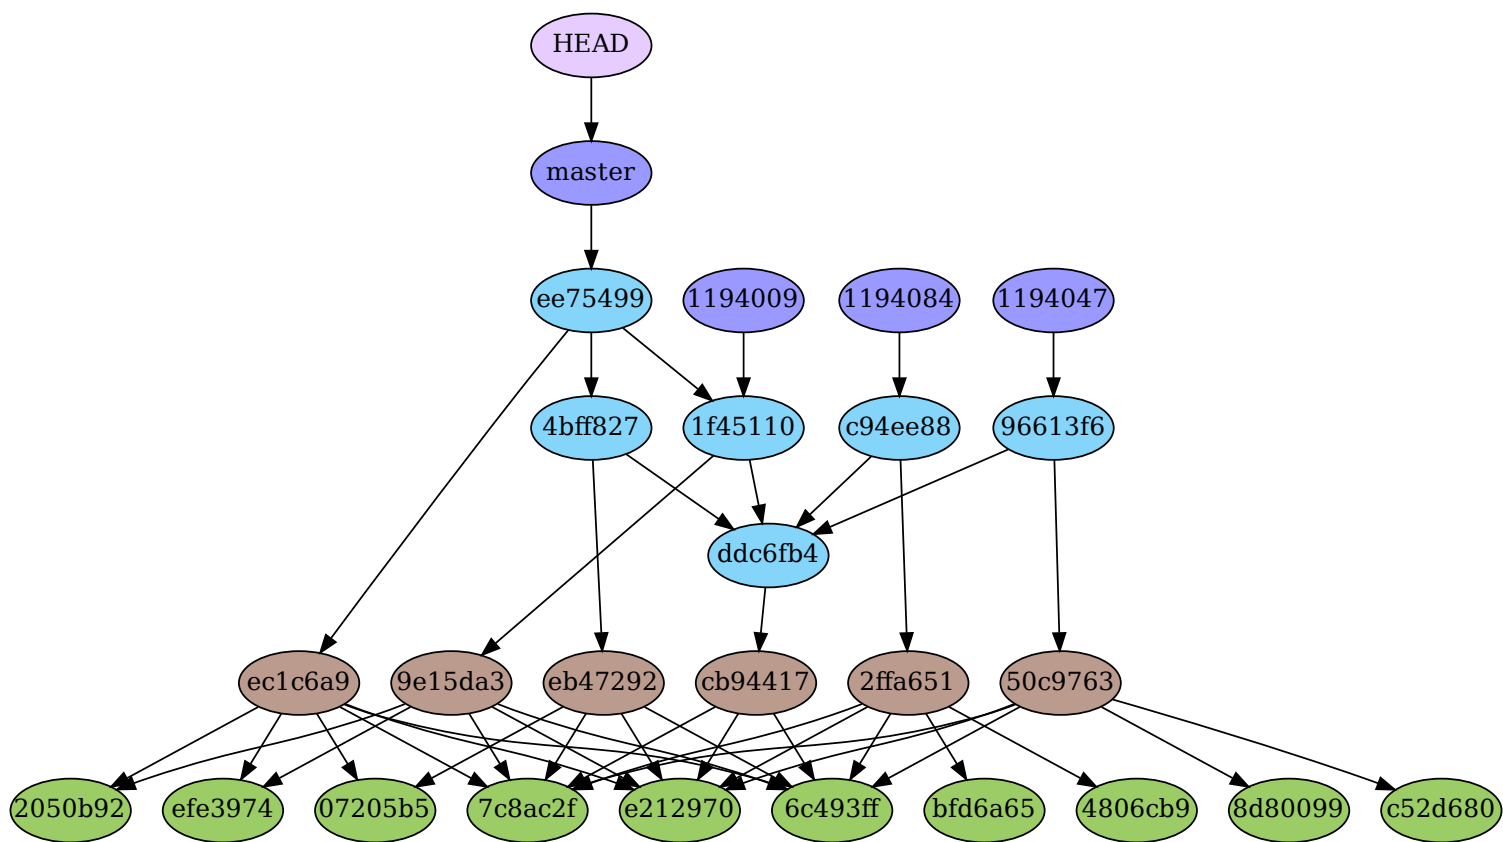 HEAD
master
ee75499
1194009
1194084
1194047
4bff827
1f45110
c94ee88
96613f6
ddc6fb4
ec1c6a9
9e15da3
eb47292
cb94417
2ffa651
50c9763
2050b92
efe3974
07205b5
7c8ac2f
e212970
6c493ff
bfd6a65
4806cb9
8d80099
c52d680